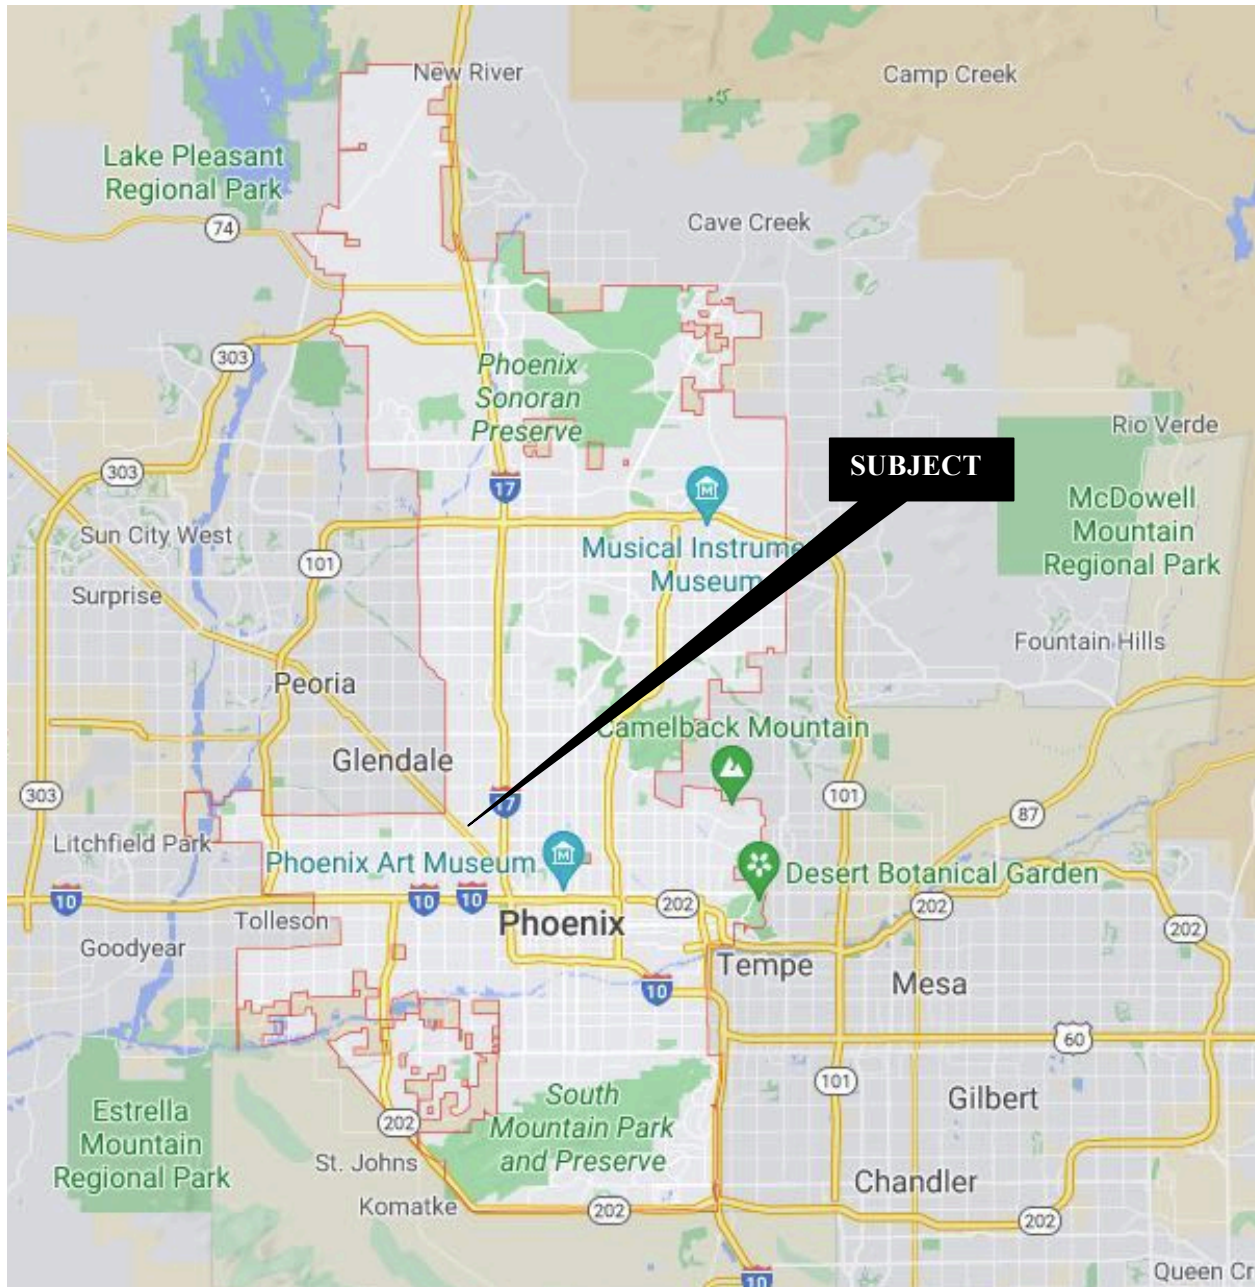 New River
Camp Creek
Lake Pleasant
Regional Park
74
Cave Creek
303
Phoenix
Sonoran
Preserve
Rio Verde
SUBJECT
303
17
McDowell
Mountain
Regional Park
Sun City West
Musical Instrume
Museum
101
Surprise
Fountain Hills
Peoria
Camelback Mountain
Glendale
303
17
101
87
Litchfield Park
Phoenix Art Museum
Desert Botanical Garden
10
10
10
202
202
Tolleson
Phoenix
202
Goodyear
Tempe
Mesa
10
60
101
Estrella
Mountain
Regional Park
South
Mountain Park
and Preserve
Gilbert
202
St. Johns
Chandler
Komatke
202
202
10
Queen Cr